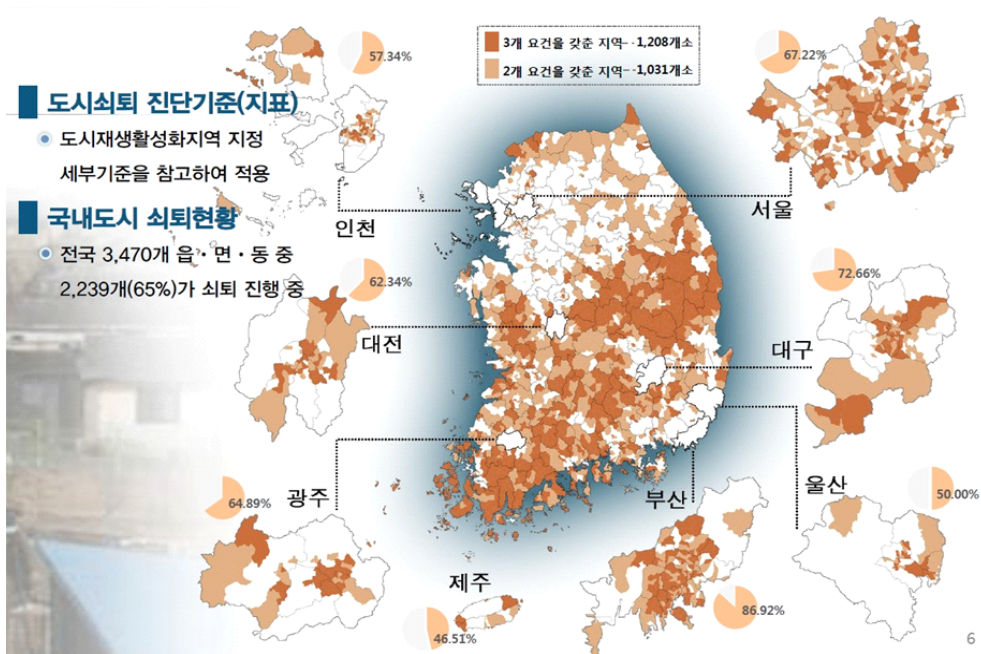 3개 요건을 갖춘 지역--1,208개소
2개 요건을 갖춘 지역--1,031개소
57.34%
67.22%
도시쇠퇴 진단기준(지표)
도시재생활성화지역 지정
세부기준을 참고하여 적용
국내도시 쇠퇴현황
전국 3,470개 읍·면·동 중
2,239개(65%)가 쇠퇴 진행 중
인천
서울
62.34%
72.66%
대전
대구
64.89%
광주
부산
울산
50.00%
제주
46.51%
86.92%
6